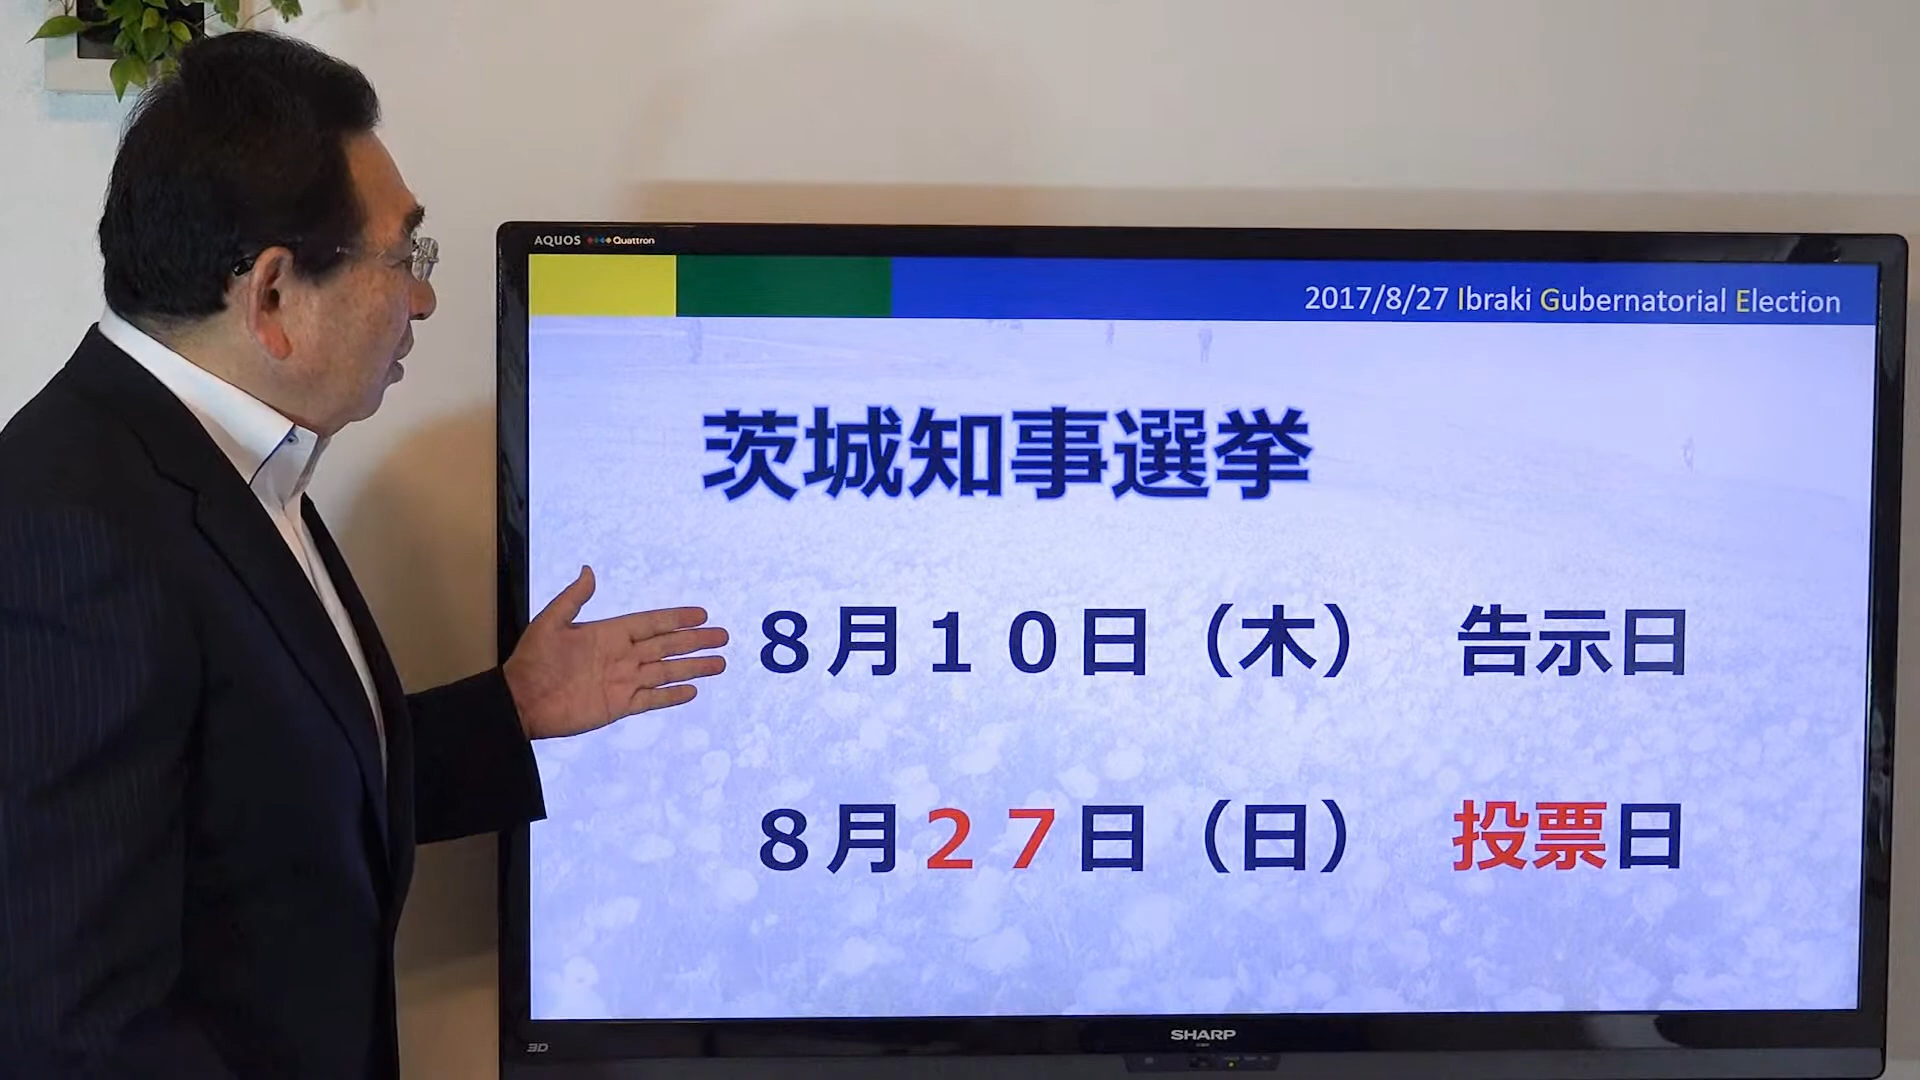 AQUOS Quattron
2017/8/27 Ibraki Gubernatorial Election
茨城知事選挙
8月10日（木） 告示日
8月27日（日） 投票日
SHARP
3D